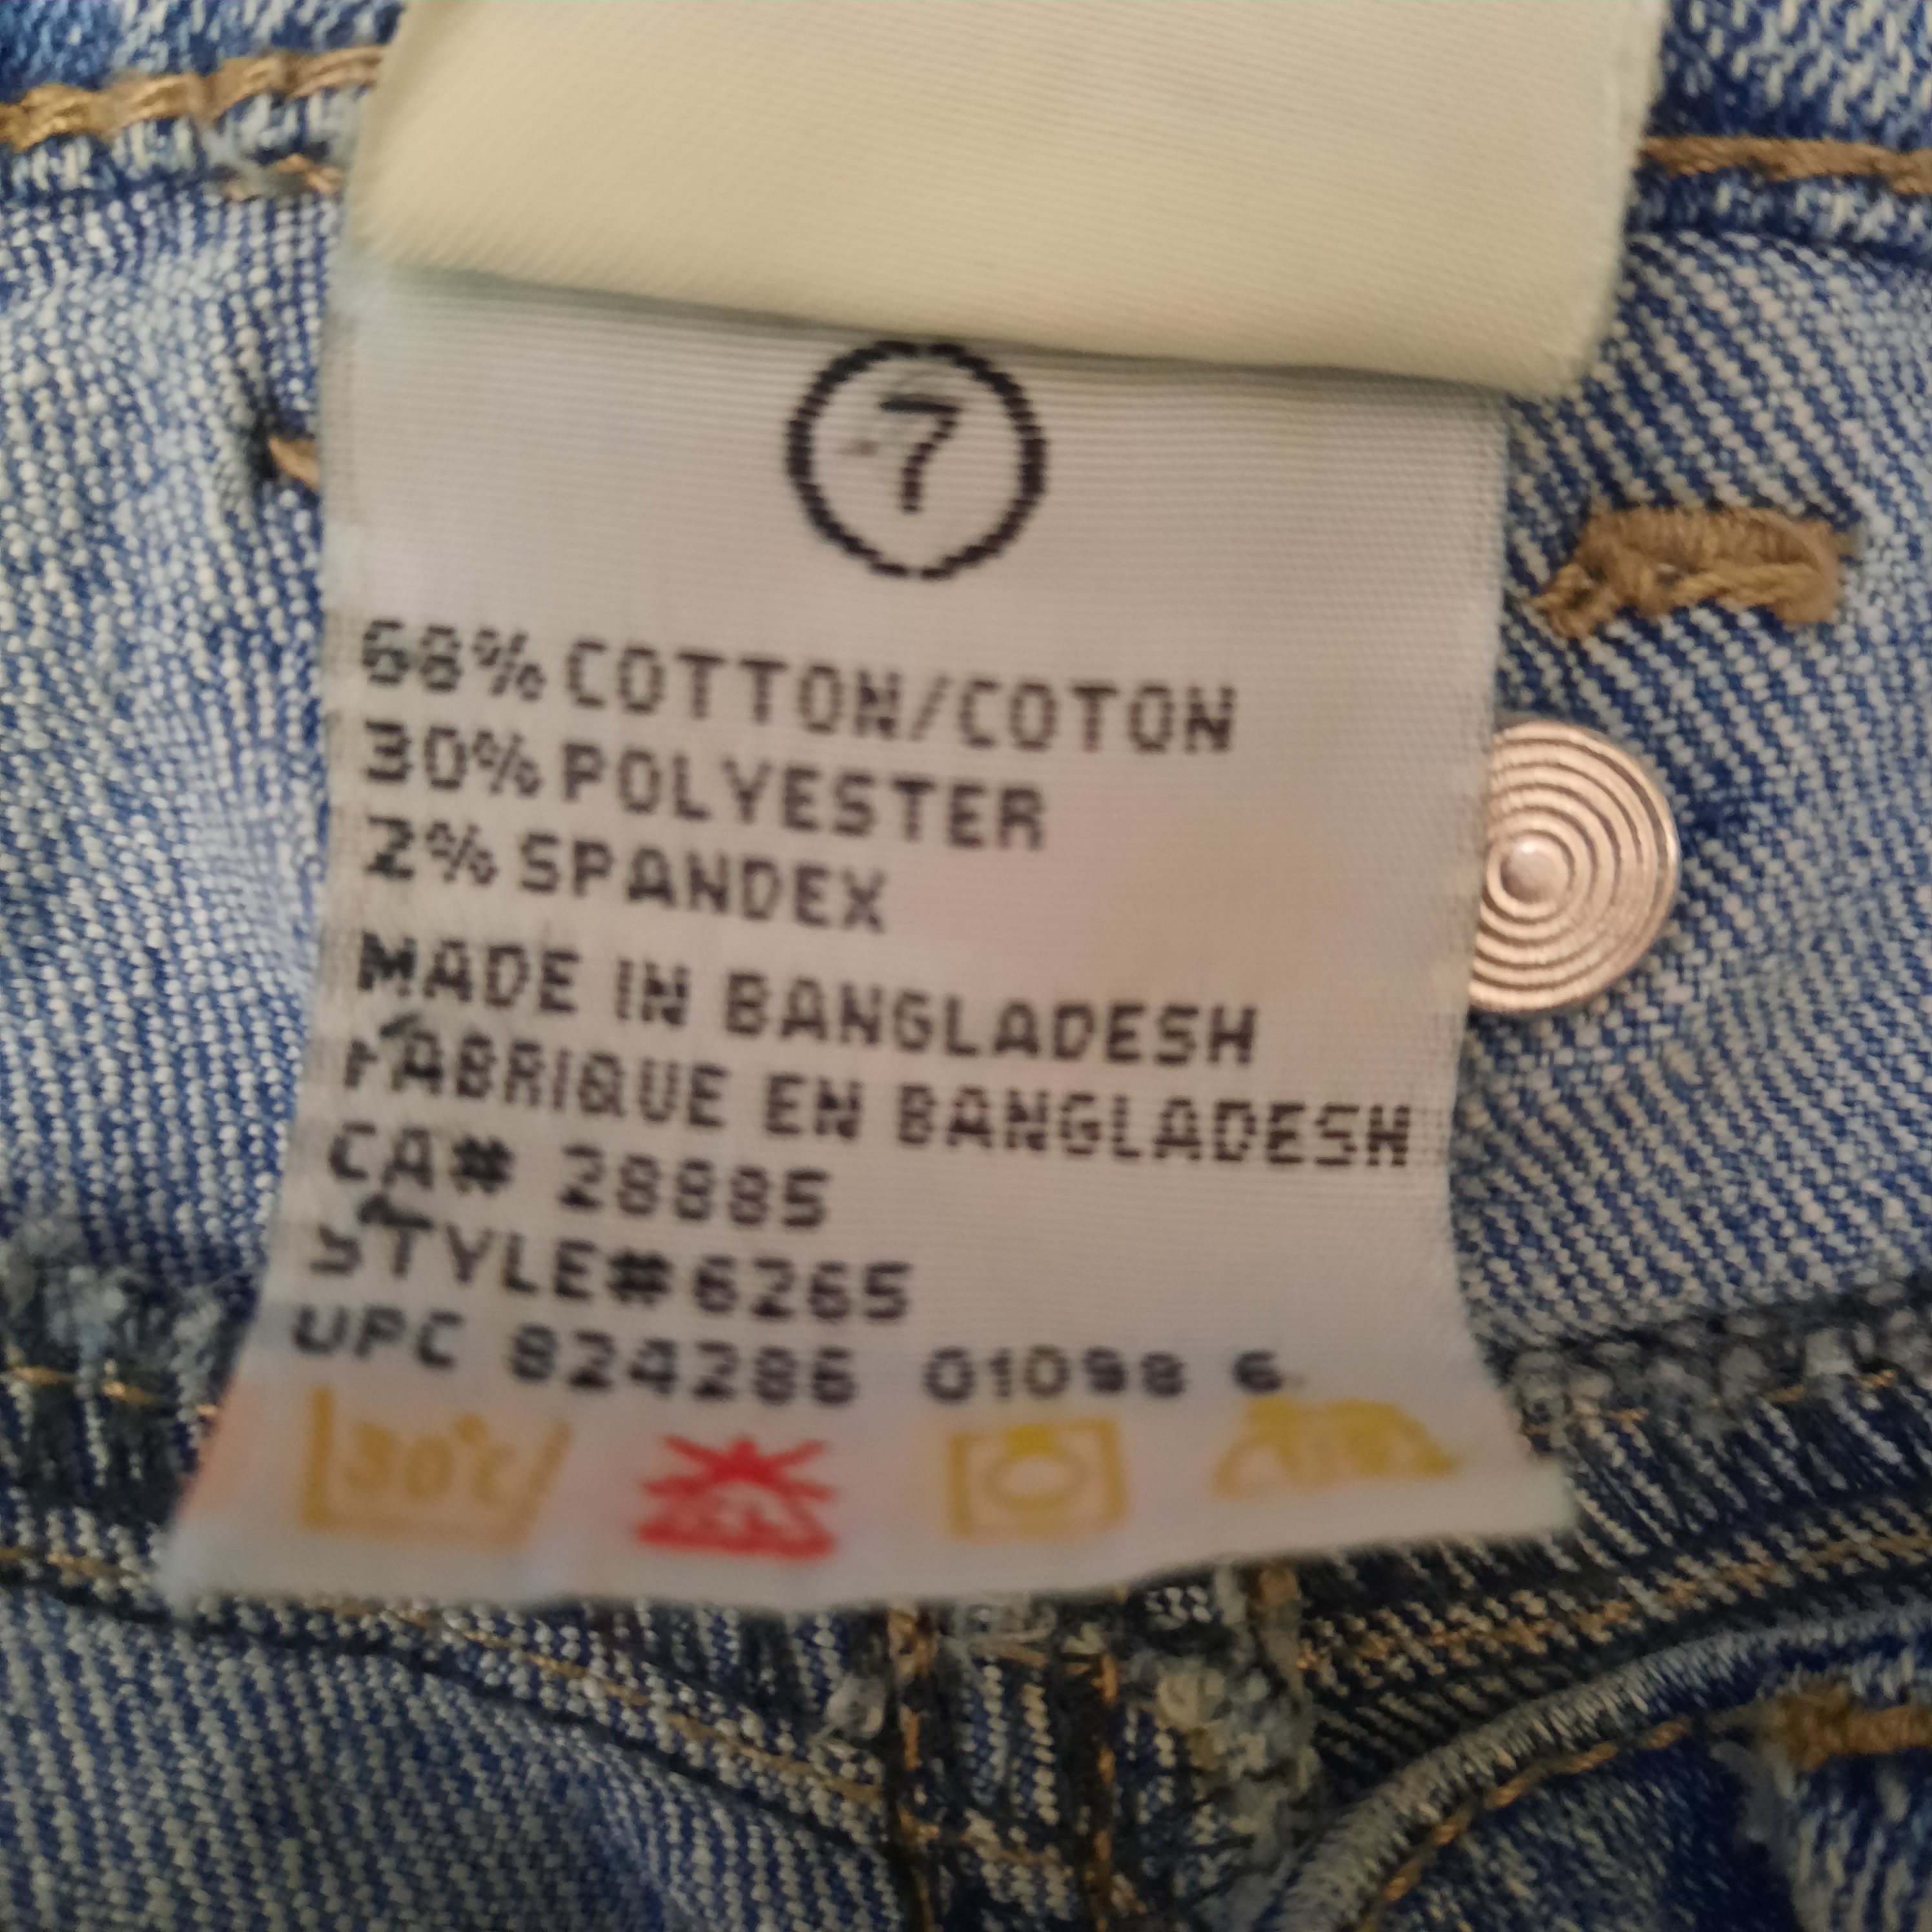 7
68% COTTON/COTON
30% POLYESTER
2% SPANDEX
MADE IN BANGLADESH
FABRIQUE EN BANGLADESH
CA# 28885
STYLE#6265
UPC 824286 01098 6
30°C